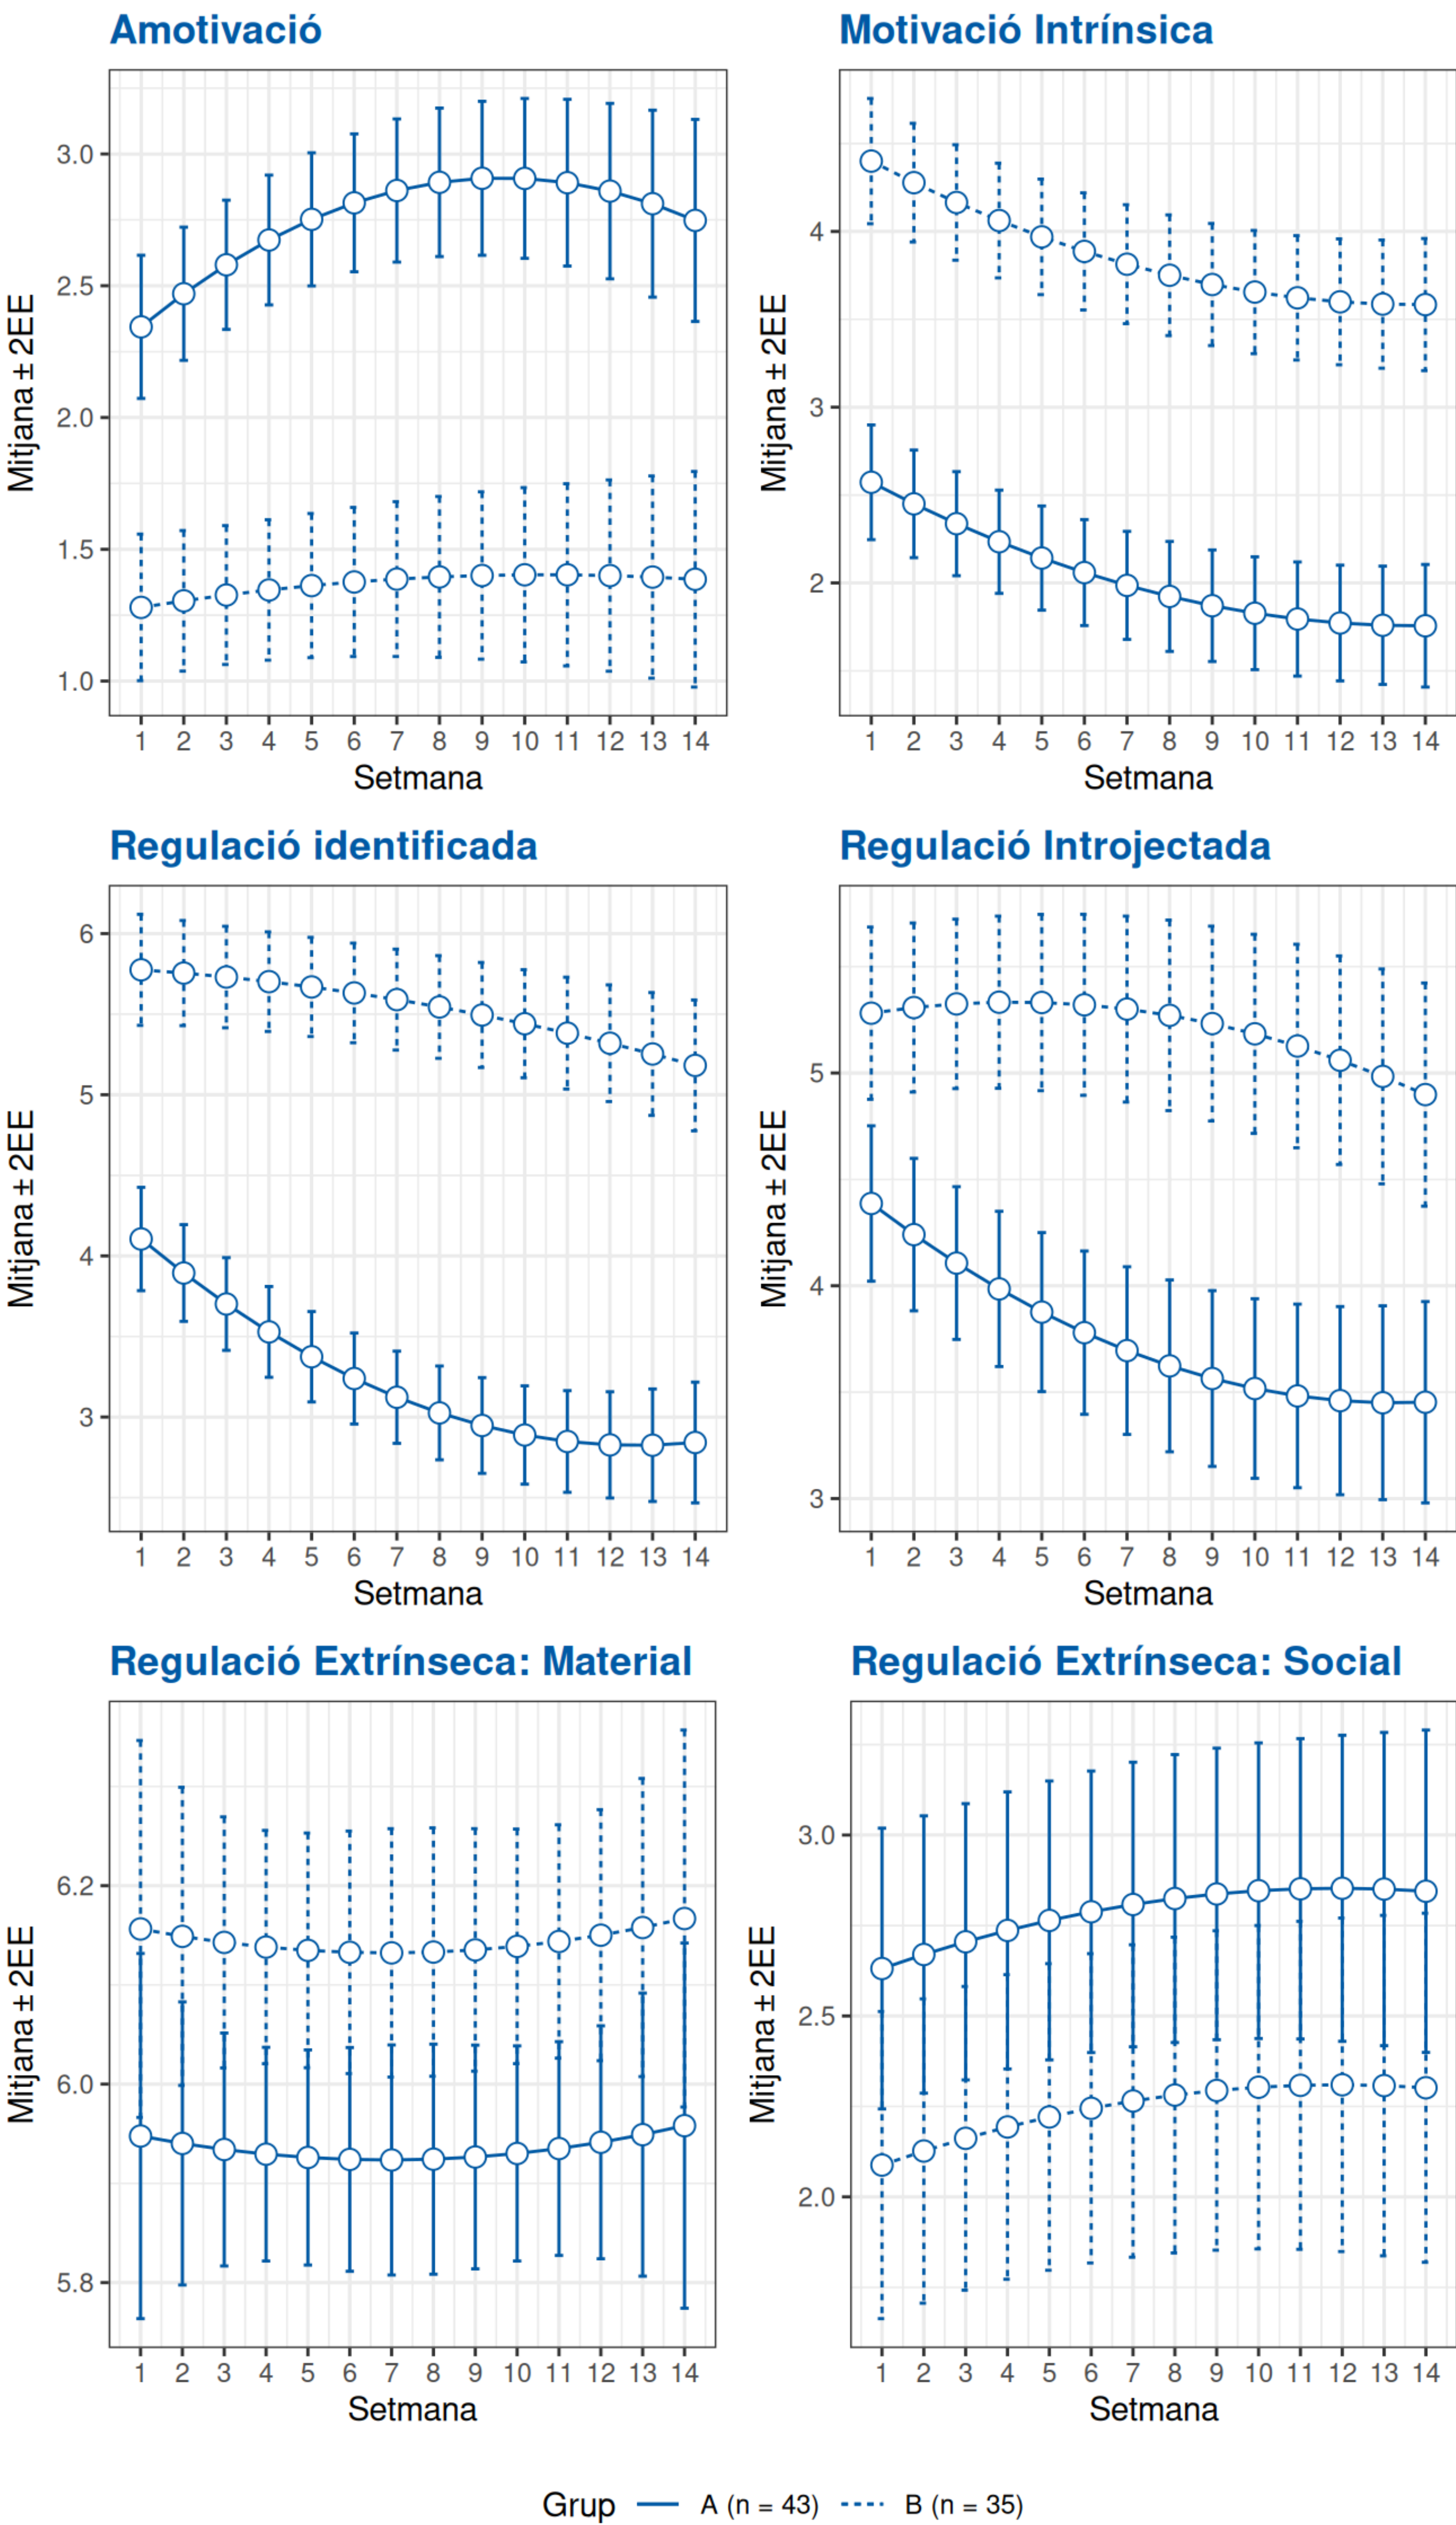 Amotivació
Mitjana ± 2EE
3.0
2.5
2.0
1.5
1.0
1 2 3 4 5 6 7 8 9 10 11 12 13 14
Setmana
Motivació Intrínsica
Mitjana ± 2EE
4
3
2
1 2 3 4 5 6 7 8 9 10 11 12 13 14
Setmana
Regulació identificada
Mitjana ± 2EE
6
5
4
3
1 2 3 4 5 6 7 8 9 10 11 12 13 14
Setmana
Regulació Introjectada
Mitjana ± 2EE
5
4
3
1 2 3 4 5 6 7 8 9 10 11 12 13 14
Setmana
Regulació Extrínseca: Material
Mitjana ± 2EE
6.2
6.0
5.8
1 2 3 4 5 6 7 8 9 10 11 12 13 14
Setmana
Regulació Extrínseca: Social
Mitjana ± 2EE
3.0
2.5
2.0
1 2 3 4 5 6 7 8 9 10 11 12 13 14
Setmana
Grup A (n = 43) B (n = 35)